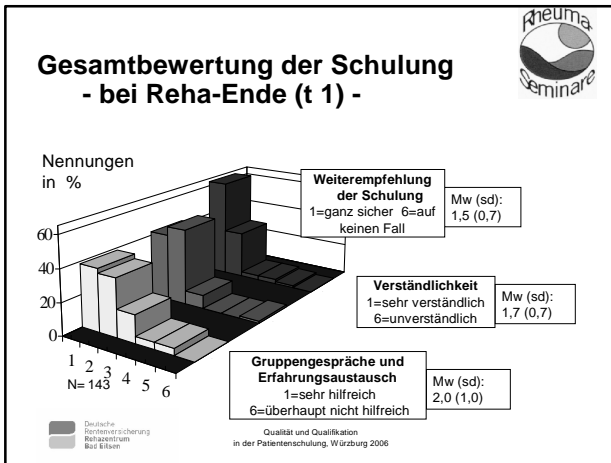 Rheuma
Seminare
Gesamtbewertung der Schulung
- bei Reha-Ende (t 1) -
Nennungen
in %
60
40
20
0
1
2
3
4
5
6
N= 143
Weiterempfehlung
der Schulung
1=ganz sicher 6=auf
keinen Fall
Mw (sd):
1,5 (0,7)
Verständlichkeit
1=sehr verständlich
6=unverständlich
Mw (sd):
1,7 (0,7)
Gruppengespräche und
Erfahrungsaustausch
1=sehr hilfreich
6=überhaupt nicht hilfreich
Mw (sd):
2,0 (1,0)
Deutsche
Rentenversicherung
Rehazentrum
Bad Eilsen
Qualität und Qualifikation
in der Patientenschulung, Würzburg 2006